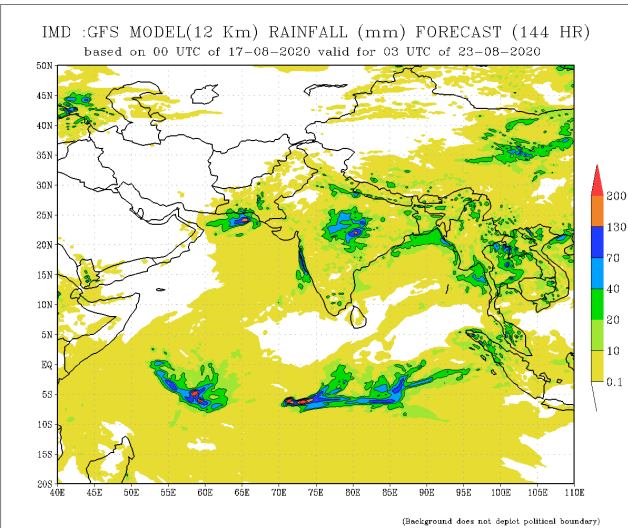 IMD :GFS MODEL(12 Km) RAINFALL (mm) FORECAST (144 HR)
based on 00 UTC of 17-08-2020 valid for 03 UTC of 23-08-2020
50N
45N
40N
35N
30N
25N
20N
15N
10N
5N
EQ
5S
10S
15S
20S
40E 45E 50E 55E 60E 65E 70E 75E 80E 85E 90E 95E 100E 105E 110E
200
130
70
40
20
10
0.1
(Background does not depict political boundary)